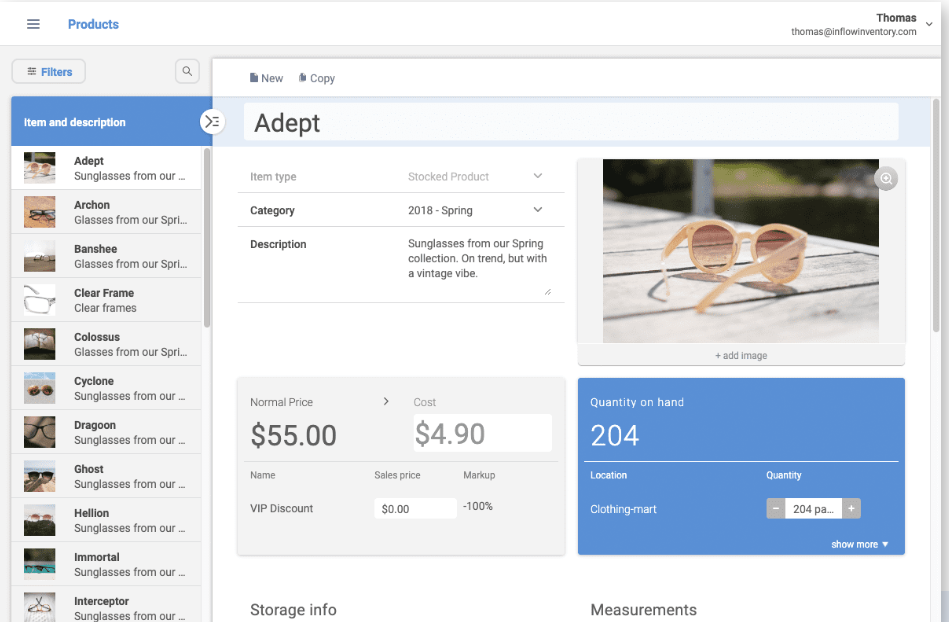 Products
Thomas
thomas@inflowinventory.com
Filters
New
Copy
Item and description
Adept
Adept
Sunglasses from our ...
Archon
Glasses from our Spri...
Banshee
Glasses from our Spri...
Clear Frame
Clear frames
Colossus
Glasses from our Spri...
Cyclone
Sunglasses from our ...
Dragoon
Sunglasses from our ...
Ghost
Sunglasses from our ...
Hellion
Sunglasses from our ...
Immortal
Sunglasses from our ...
Interceptor
Sunglasses from our ...
Item type Stocked Product
Category 2018 - Spring
Description Sunglasses from our Spring
collection. On trend, but with
a vintage vibe.
+ add image
Normal Price > Cost
$55.00 $4.90
Name Sales price Markup
VIP Discount $0.00 -100%
Quantity on hand
204
Location Quantity
Clothing-mart - 204 pa... +
show more ▼
Storage info
Measurements